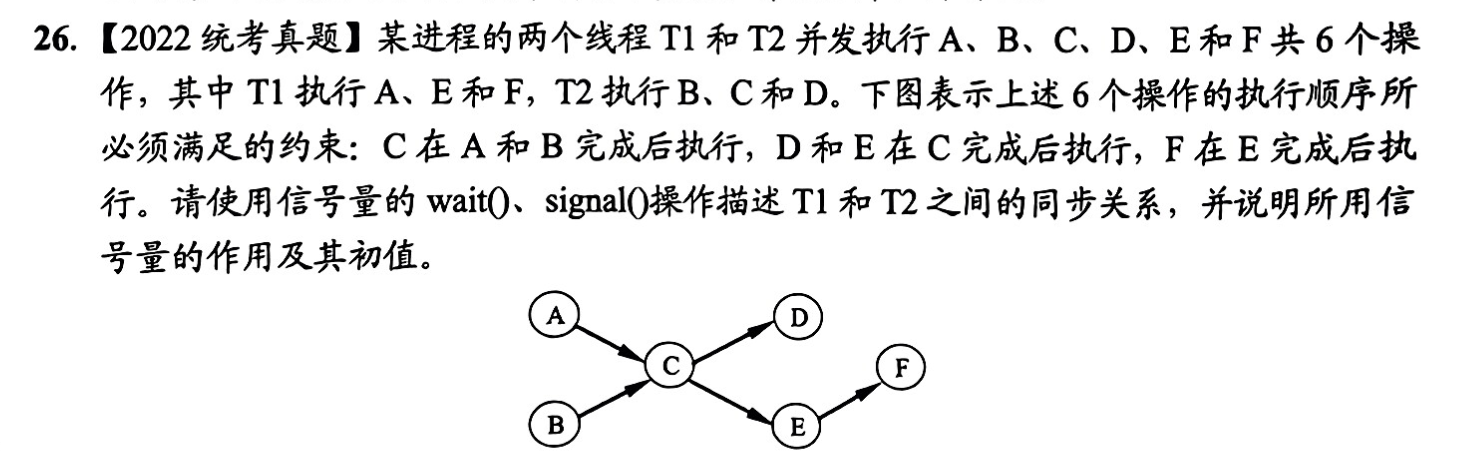 26. 【2022 统考真题】某进程的两个线程 T1 和 T2 并发执行 A、B、C、D、E 和 F 共 6 个操
作，其中 T1 执行 A、E 和 F，T2 执行 B、C 和 D。下图表示上述 6 个操作的执行顺序所
必须满足的约束：C 在 A 和 B 完成后执行，D 和 E 在 C 完成后执行，F 在 E 完成后执
行。请使用信号量的 wait()、signal()操作描述 T1 和 T2 之间的同步关系，并说明所用信
号量的作用及其初值。
A
D
C
F
B
E